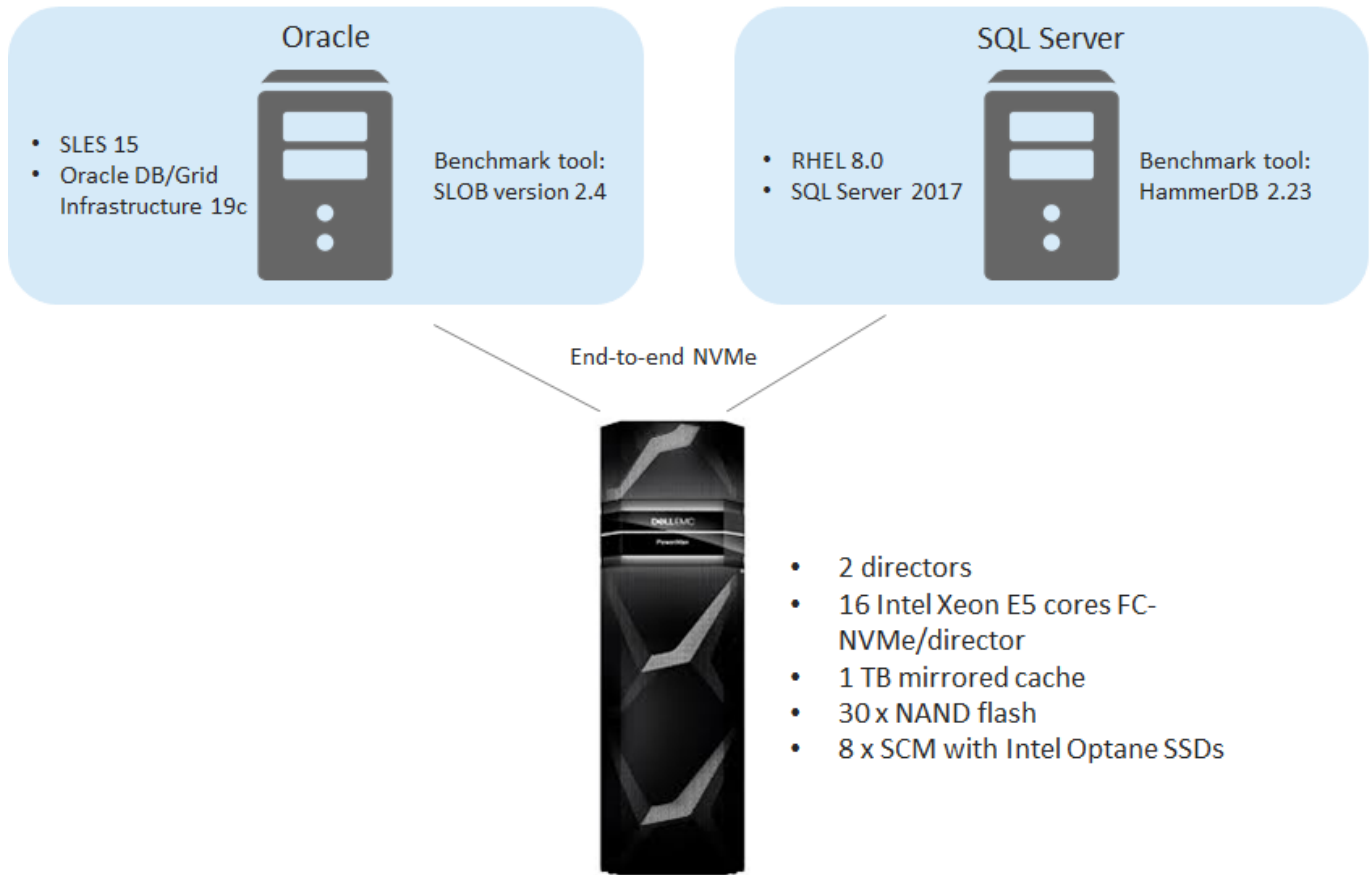 Oracle
• SLES 15
• Oracle DB/Grid
Infrastructure 19c
Benchmark tool:
SLOB version 2.4
SQL Server
• RHEL 8.0
• SQL Server 2017
Benchmark tool:
HammerDB 2.23
End-to-end NVMe
DELLEMC
PowerMax
• 2 directors
• 16 Intel Xeon E5 cores FC-
NVMe/director
• 1 TB mirrored cache
• 30 x NAND flash
• 8 x SCM with Intel Optane SSDs